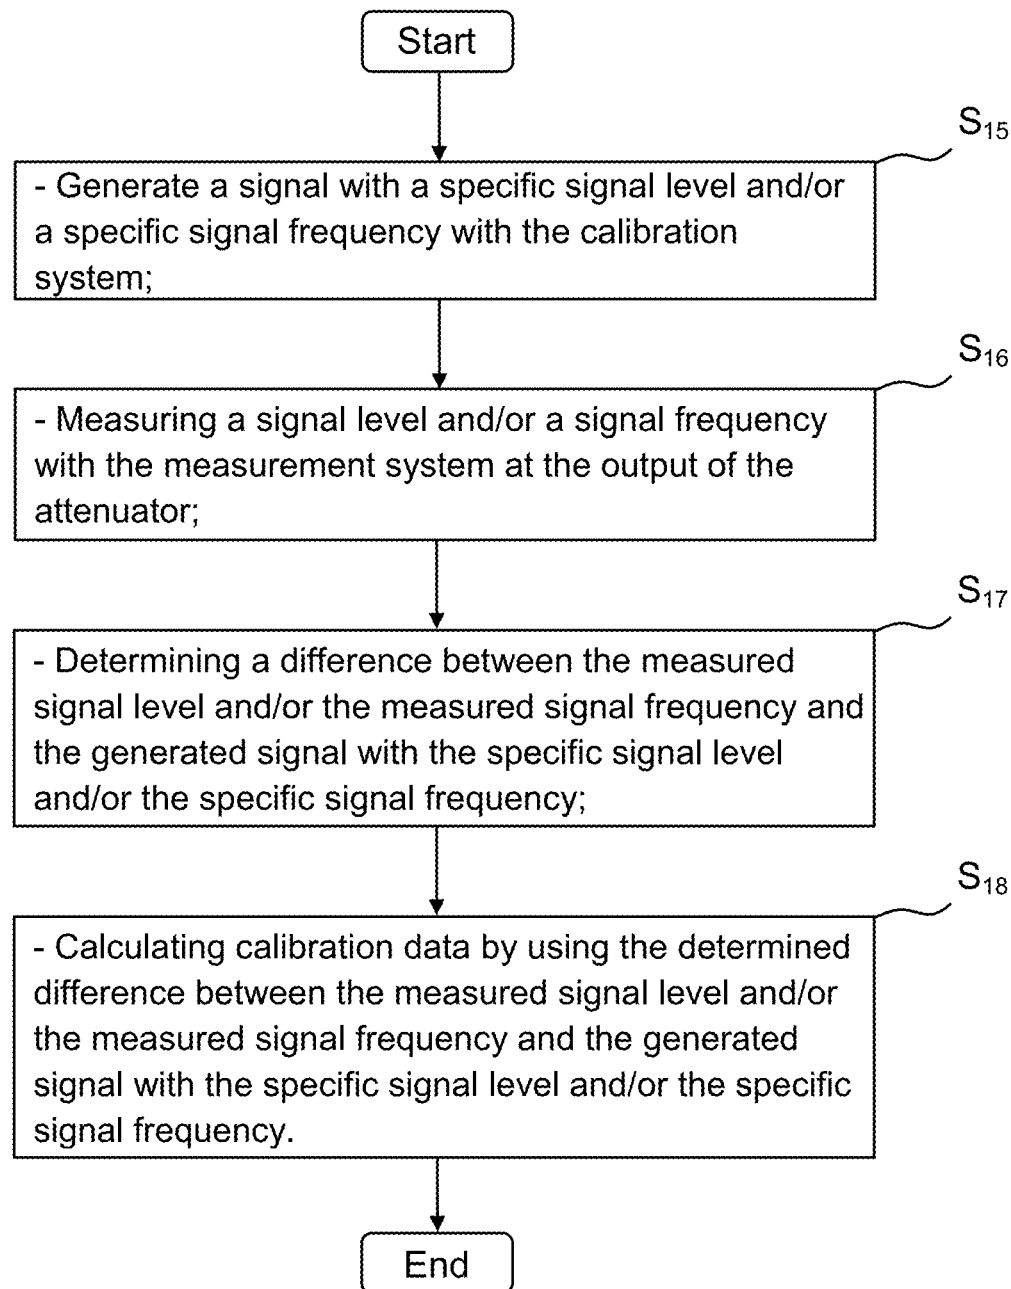 Start
S15
- Generate a signal with a specific signal level and/or
a specific signal frequency with the calibration
system;
S16
- Measuring a signal level and/or a signal frequency
with the measurement system at the output of the
attenuator;
S17
- Determining a difference between the measured
signal level and/or the measured signal frequency and
the generated signal with the specific signal level
and/or the specific signal frequency;
S18
- Calculating calibration data by using the determined
difference between the measured signal level and/or
the measured signal frequency and the generated
signal with the specific signal level and/or the specific
signal frequency.
End